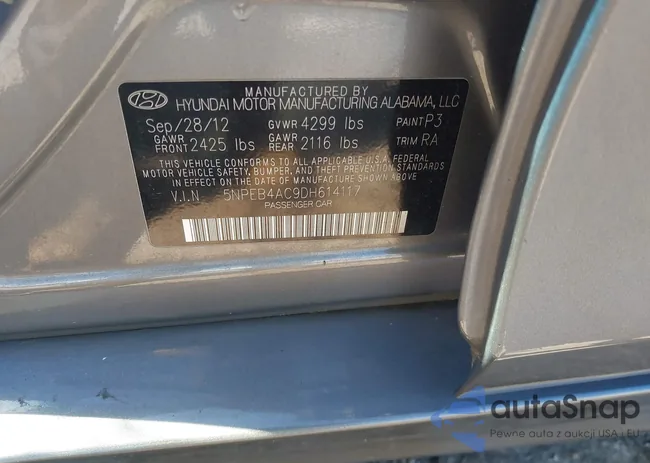 MANUFACTURED BY
HYUNDAI MOTOR MANUFACTURING ALABAMA, LLC
Sep/28/12 GVWR 4299 lbs PAINT P3
GAWR FRONT 2425 lbs GAWR REAR 2116 lbs TRIM RA
THIS VEHICLE CONFORMS TO ALL APPLICABLE U.S.A. FEDERAL
MOTOR VEHICLE SAFETY, BUMPER, AND THEFT PREVENTION STANDARDS
IN EFFECT ON THE DATE OF MANUFACTURE SHOWN ABOVE.
V.I.N 5NPEB4AC9DH614117
PASSENGER CAR
autaSnap
Pewne auta z aukcji USA i EU